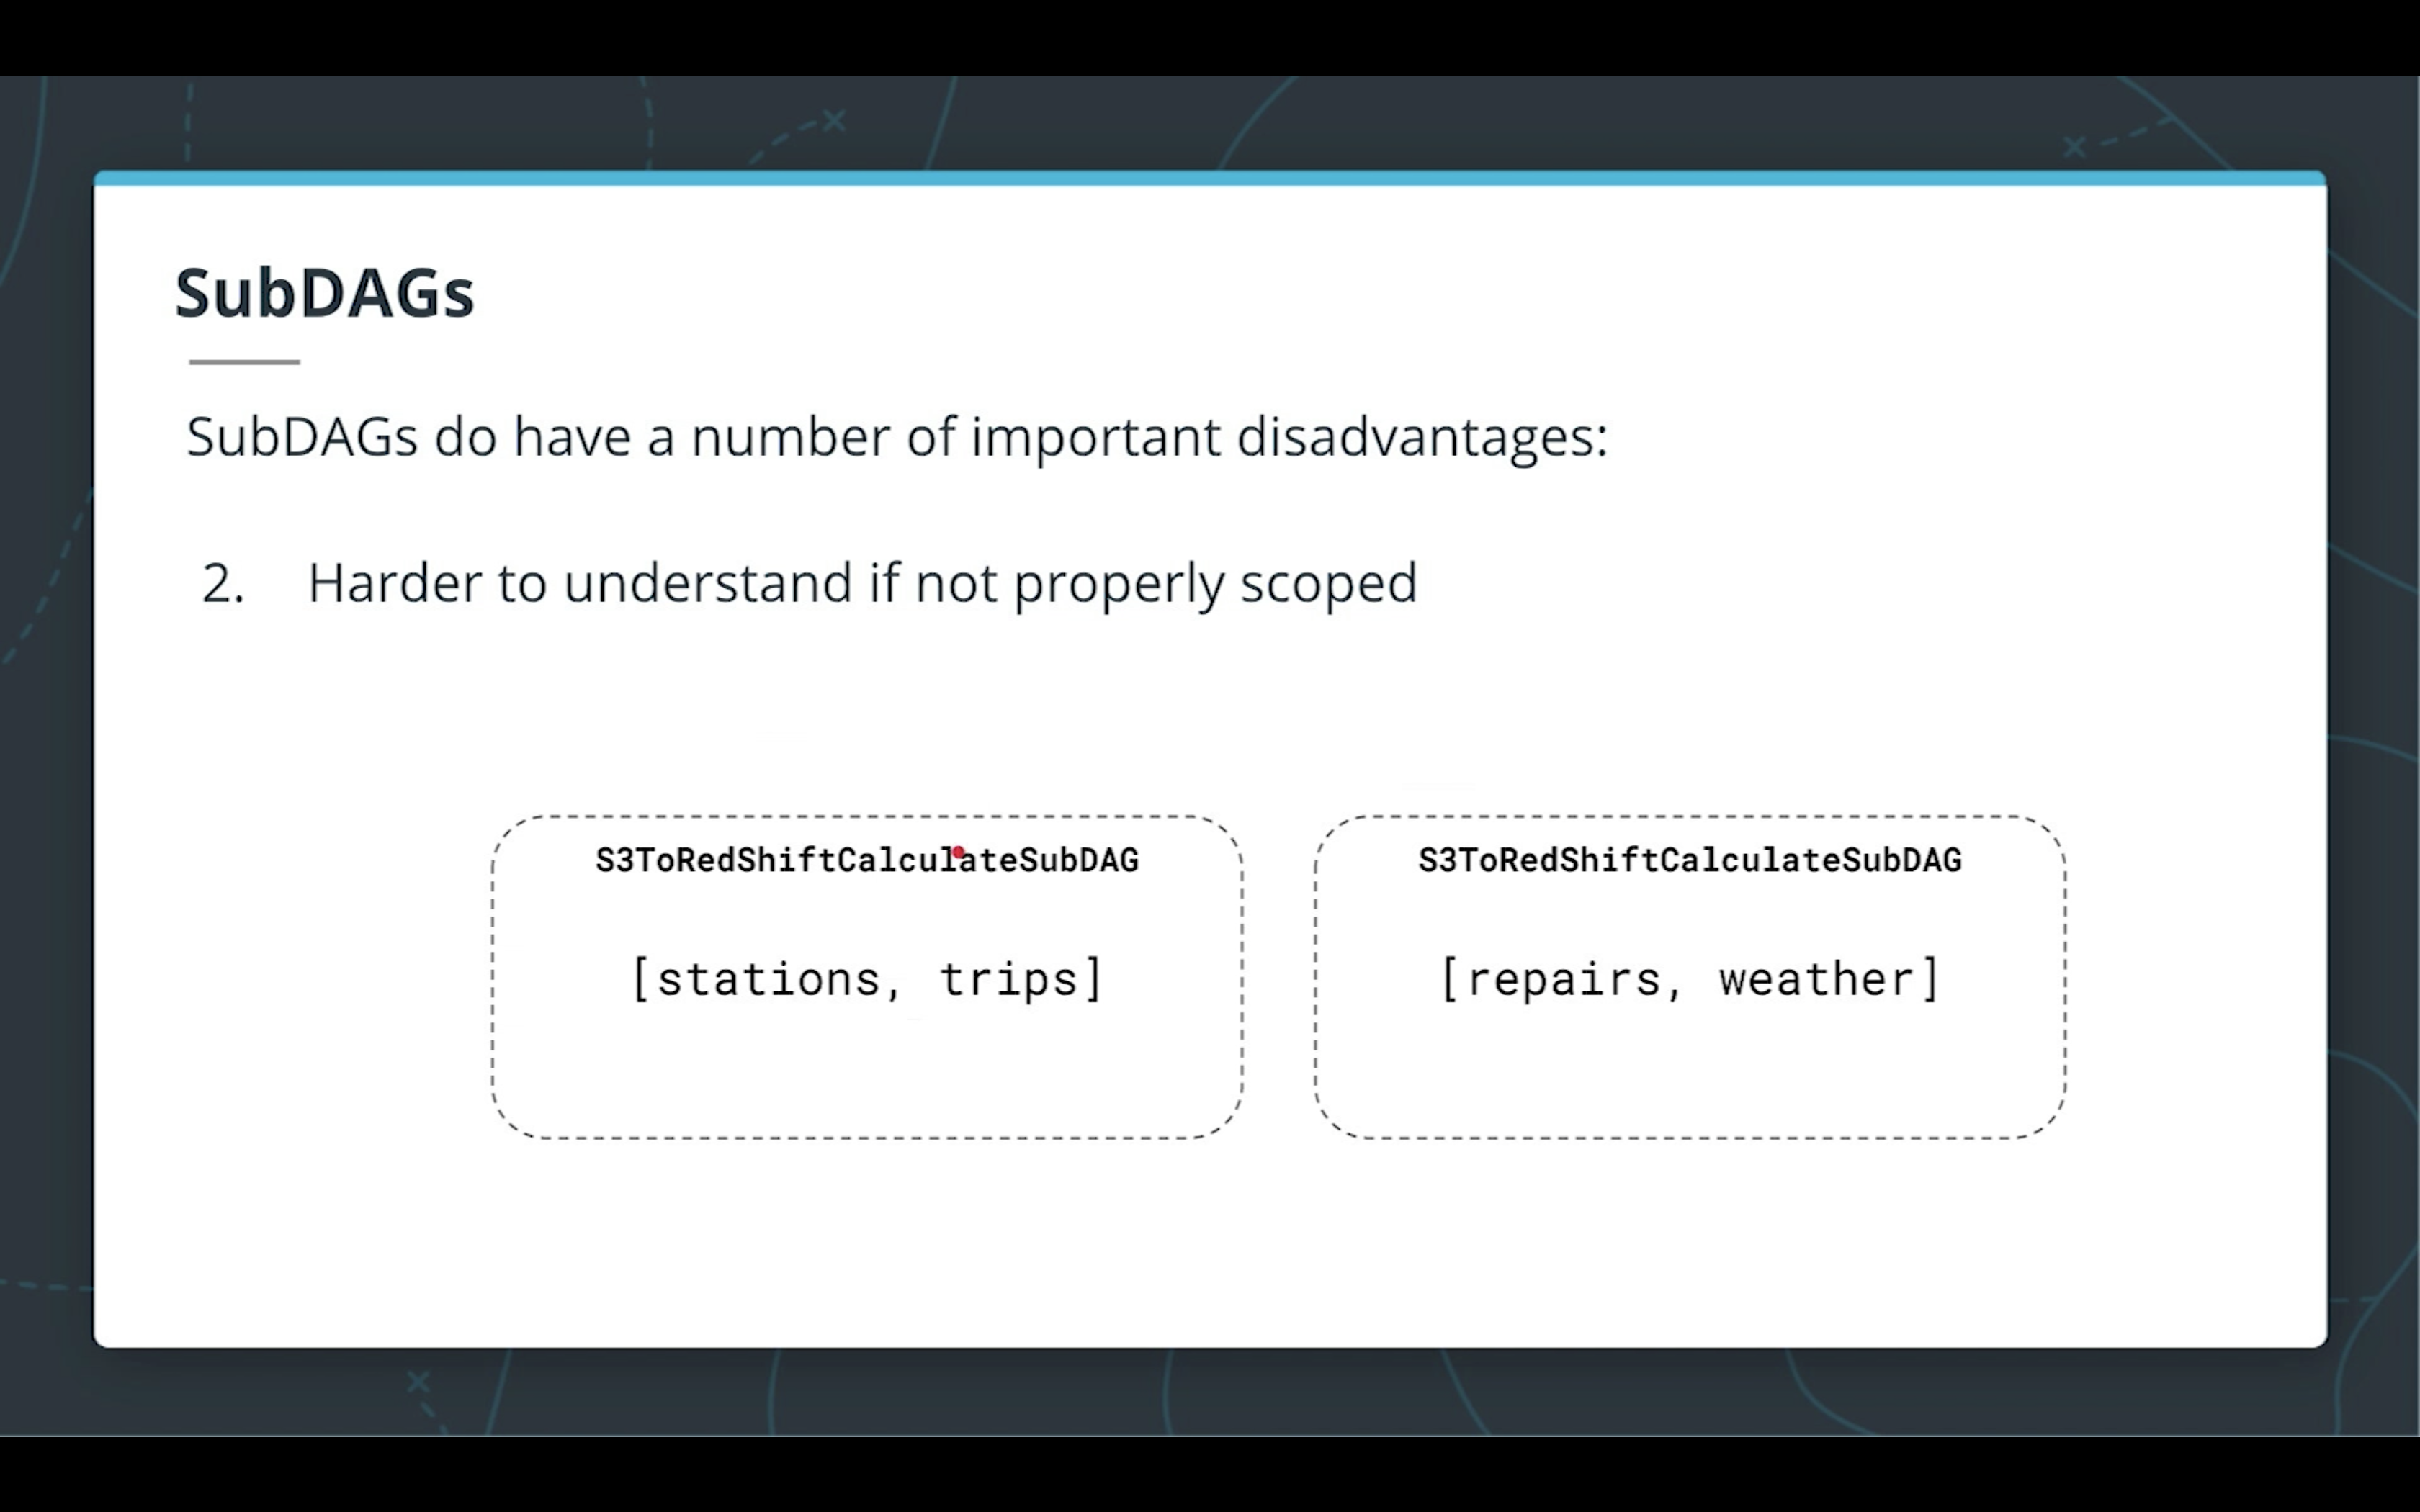 SubDAGs
SubDAGs do have a number of important disadvantages:
2. Harder to understand if not properly scoped
S3ToRedShiftCalculateSubDAG
[stations, trips]
S3ToRedShiftCalculateSubDAG
[repairs, weather]